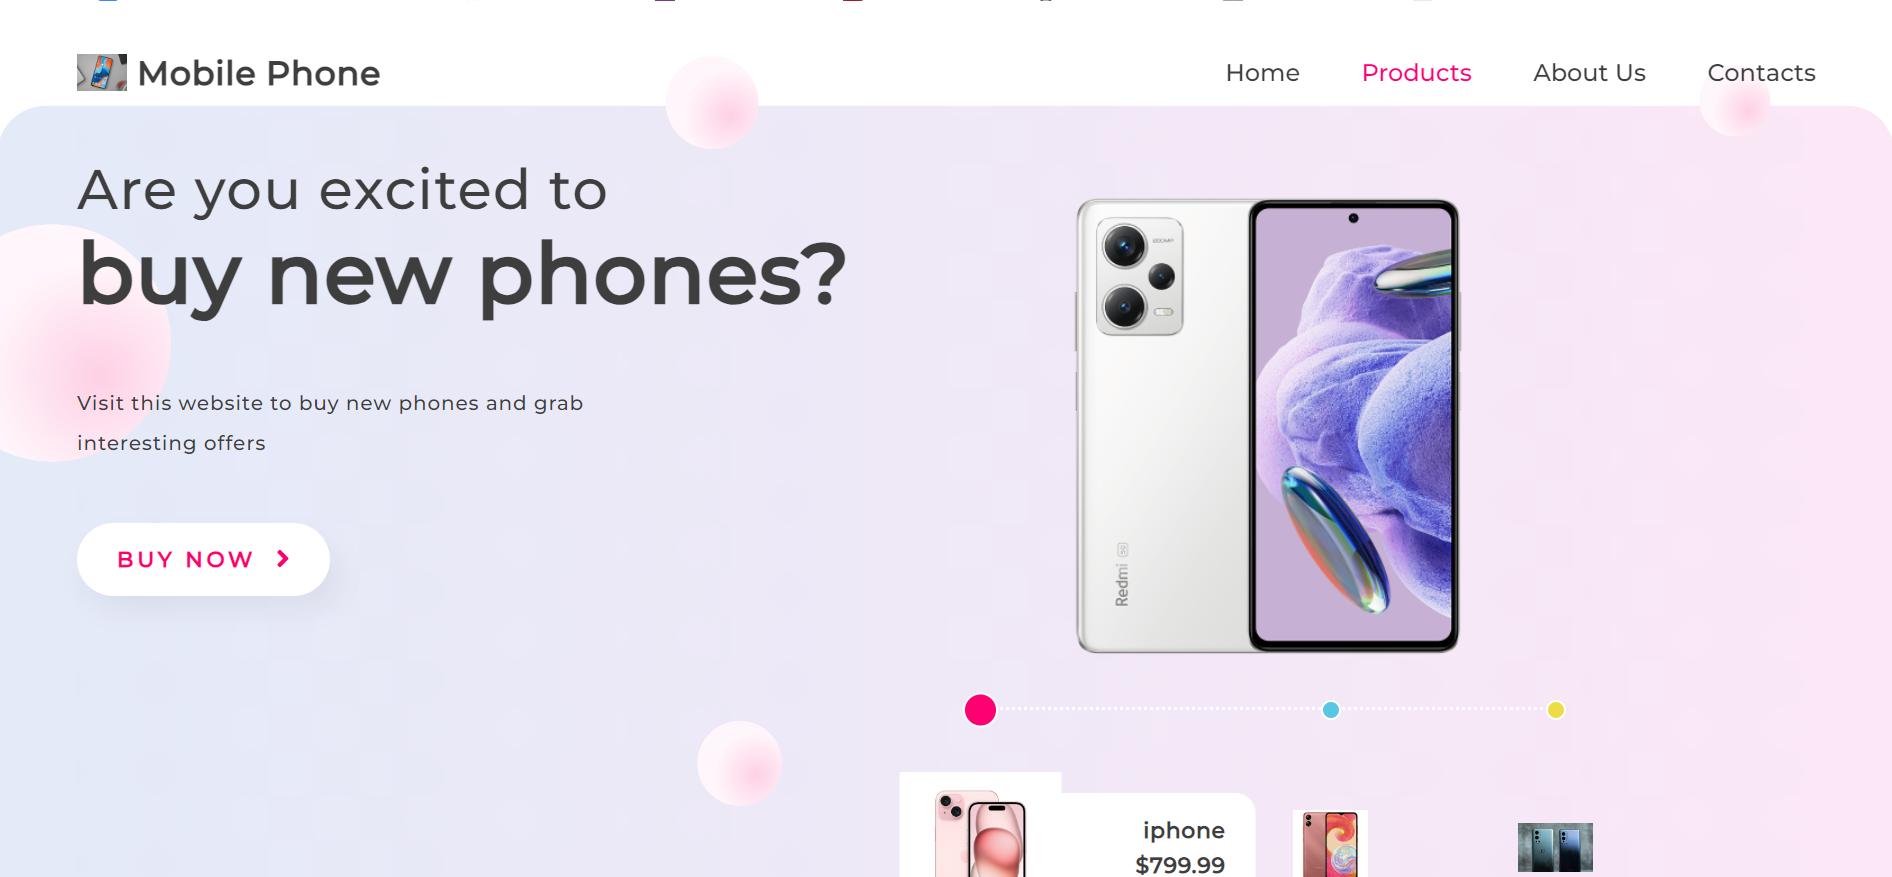 Mobile Phone
Home
Products
About Us
Contacts
Are you excited to
buy new phones?
Visit this website to buy new phones and grab
interesting offers
BUY NOW
Redmi 5G
iphone
$799.99